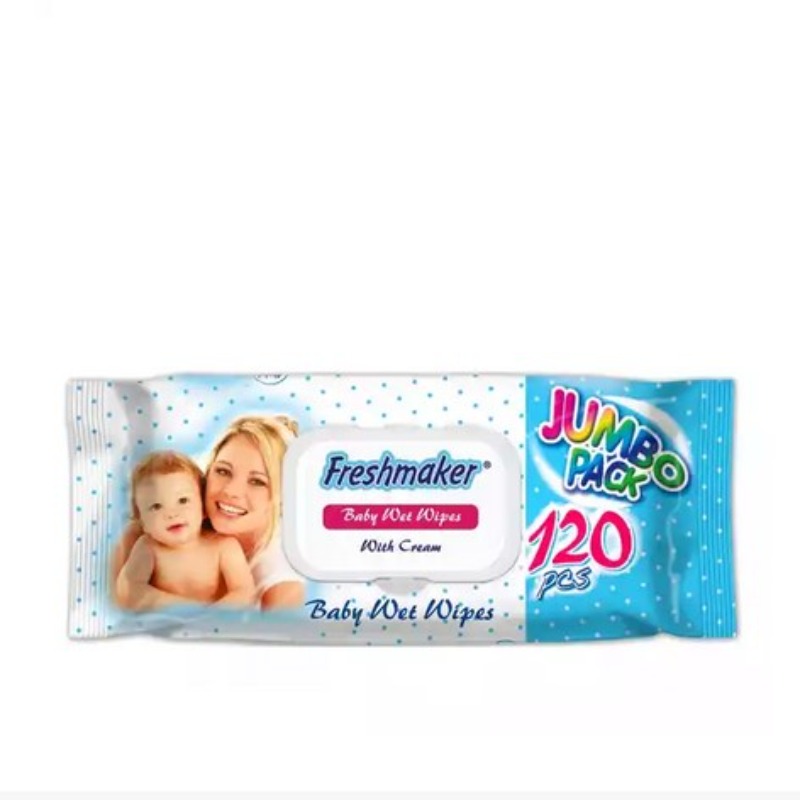 Freshmaker®
Baby Wet Wipes
With Cream
Baby Wet Wipes
JUMBO
PACK
120
pcs